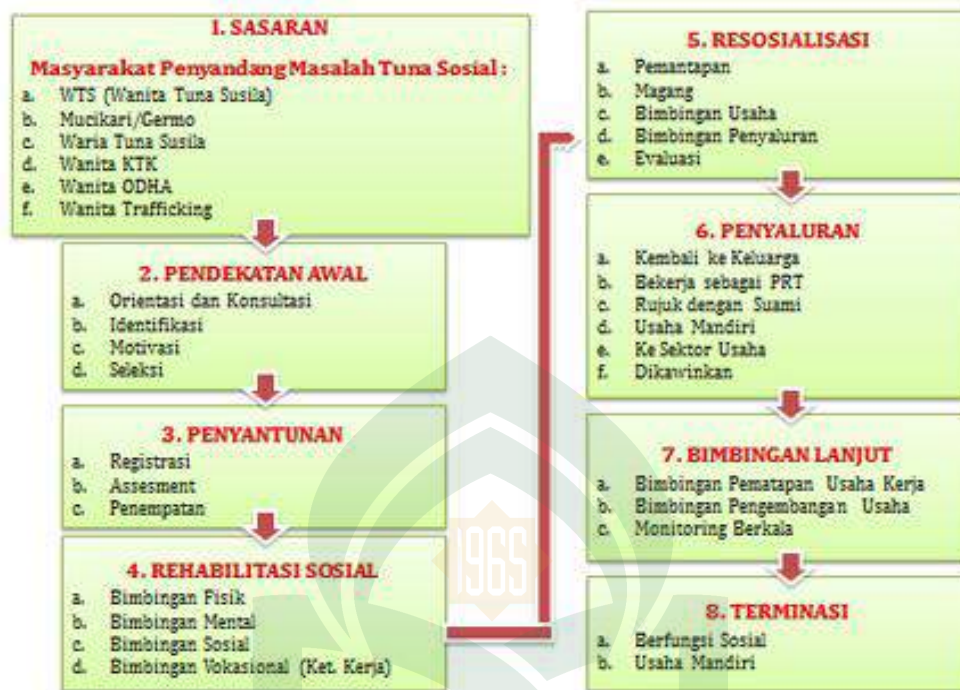 1. SASARAN
Masyarakat Penyandang Masalah Tuna Sosial :
a. WTS (Wanita Tuna Susila)
b. Mucikari/Germo
c. Waria Tuna Susila
d. Wanita KTK
e. Wanita ODHA
f. Wanita Trafficking
2. PENDEKATAN AWAL
a. Orientasi dan Konsultasi
b. Identifikasi
c. Motivasi
d. Seleksi
3. PENYANTUNAN
a. Registrasi
b. Assesment
c. Penempatan
4. REHABILITASI SOSIAL
a. Bimbingan Fisik
b. Bimbingan Mental
c. Bimbingan Sosial
d. Bimbingan Vokasional (Ket. Kerja)
5. RESOSIALISASI
a. Pemantapan
b. Magang
c. Bimbingan Usaha
d. Bimbingan Penyaluran
e. Evaluasi
6. PENYALURAN
a. Kembali ke Keluarga
b. Bekerja sebagai PRT
c. Rujuk dengan Suami
d. Usaha Mandiri
e. Ke Sektor Usaha
f. Dikawinkan
7. BIMBINGAN LANJUT
a. Bimbingan Pematapan Usaha Kerja
b. Bimbingan Pengembangan Usaha
c. Monitoring Berkala
8. TERMINASI
a. Berfungsi Sosial
b. Usaha Mandiri
1965